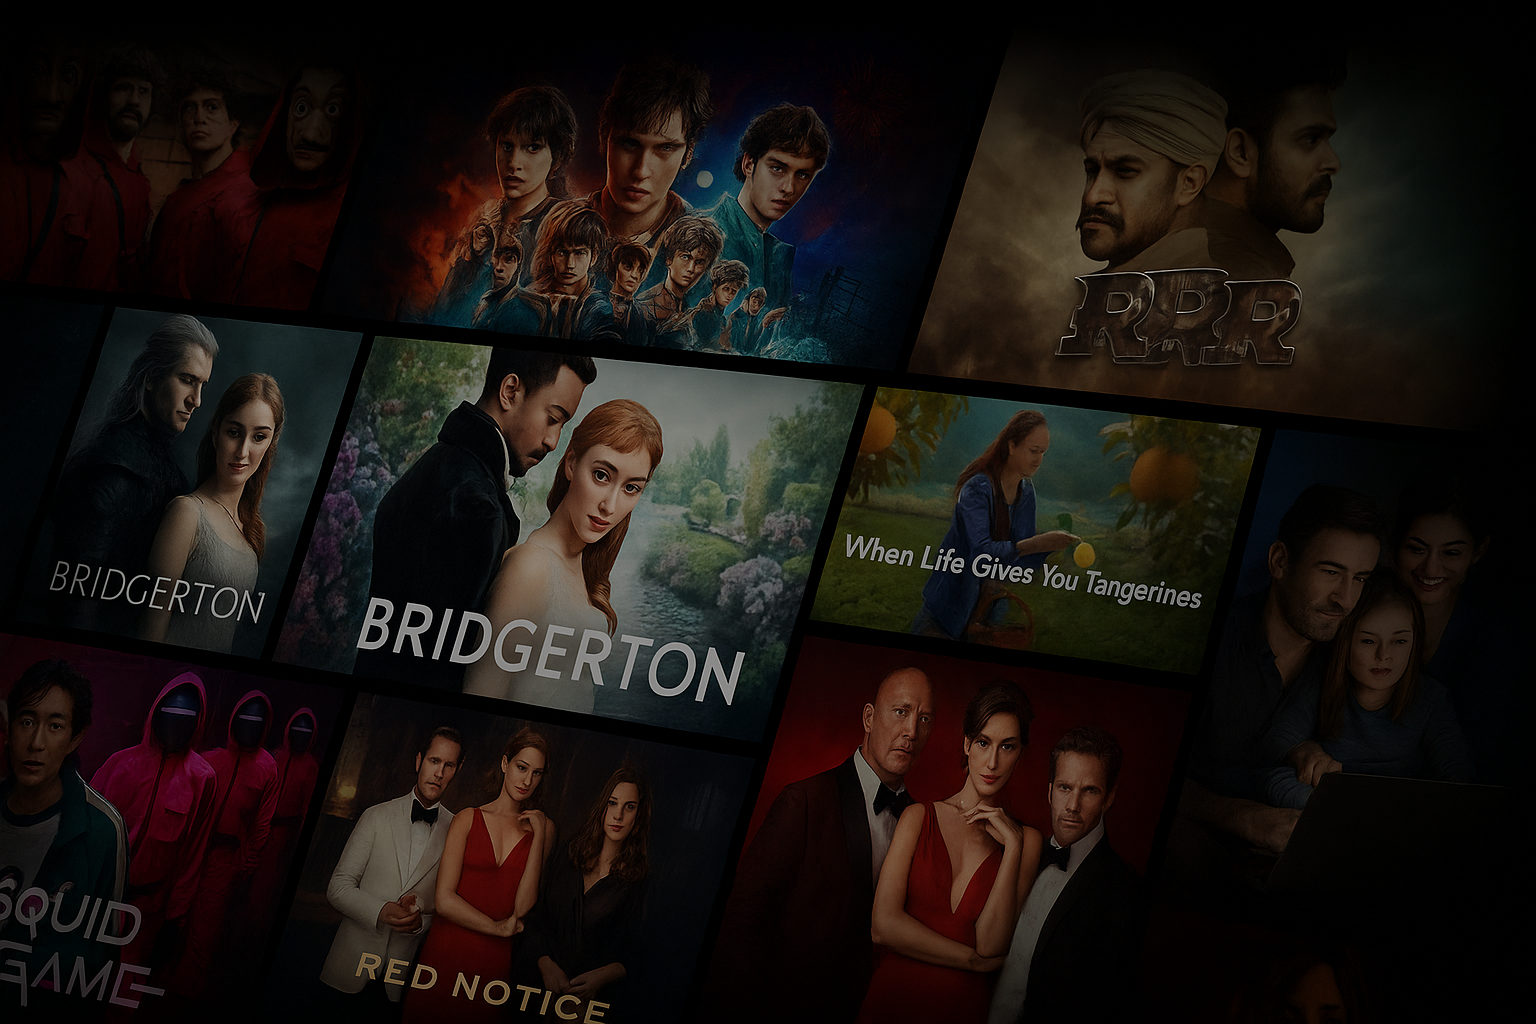 RRR
BRIDGERTON
BRIDGERTON
When Life Gives You Tangerines
SQUID
GAME
RED NOTICE